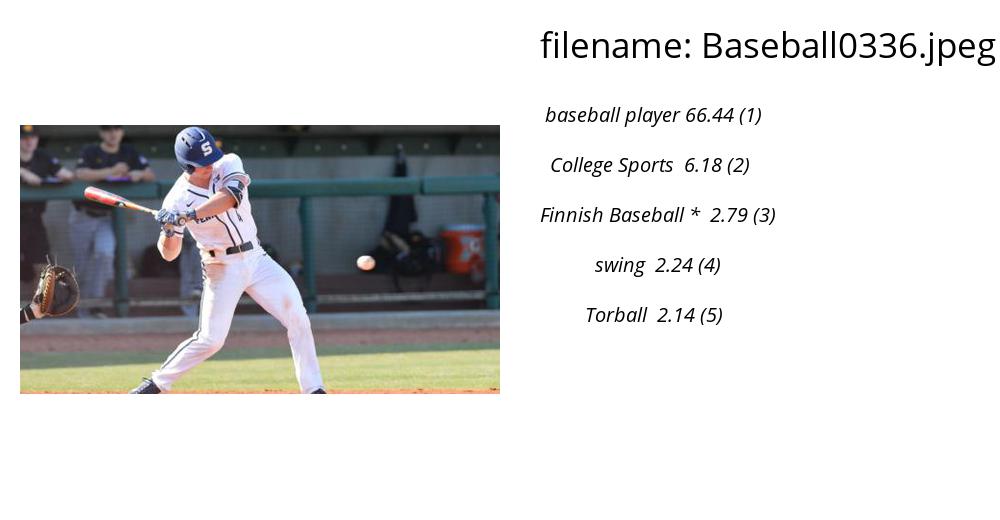 filename: Baseball0336.jpeg
baseball player 66.44 (1)
College Sports 6.18 (2)
Finnish Baseball * 2.79 (3)
swing 2.24 (4)
Torball 2.14 (5)
S